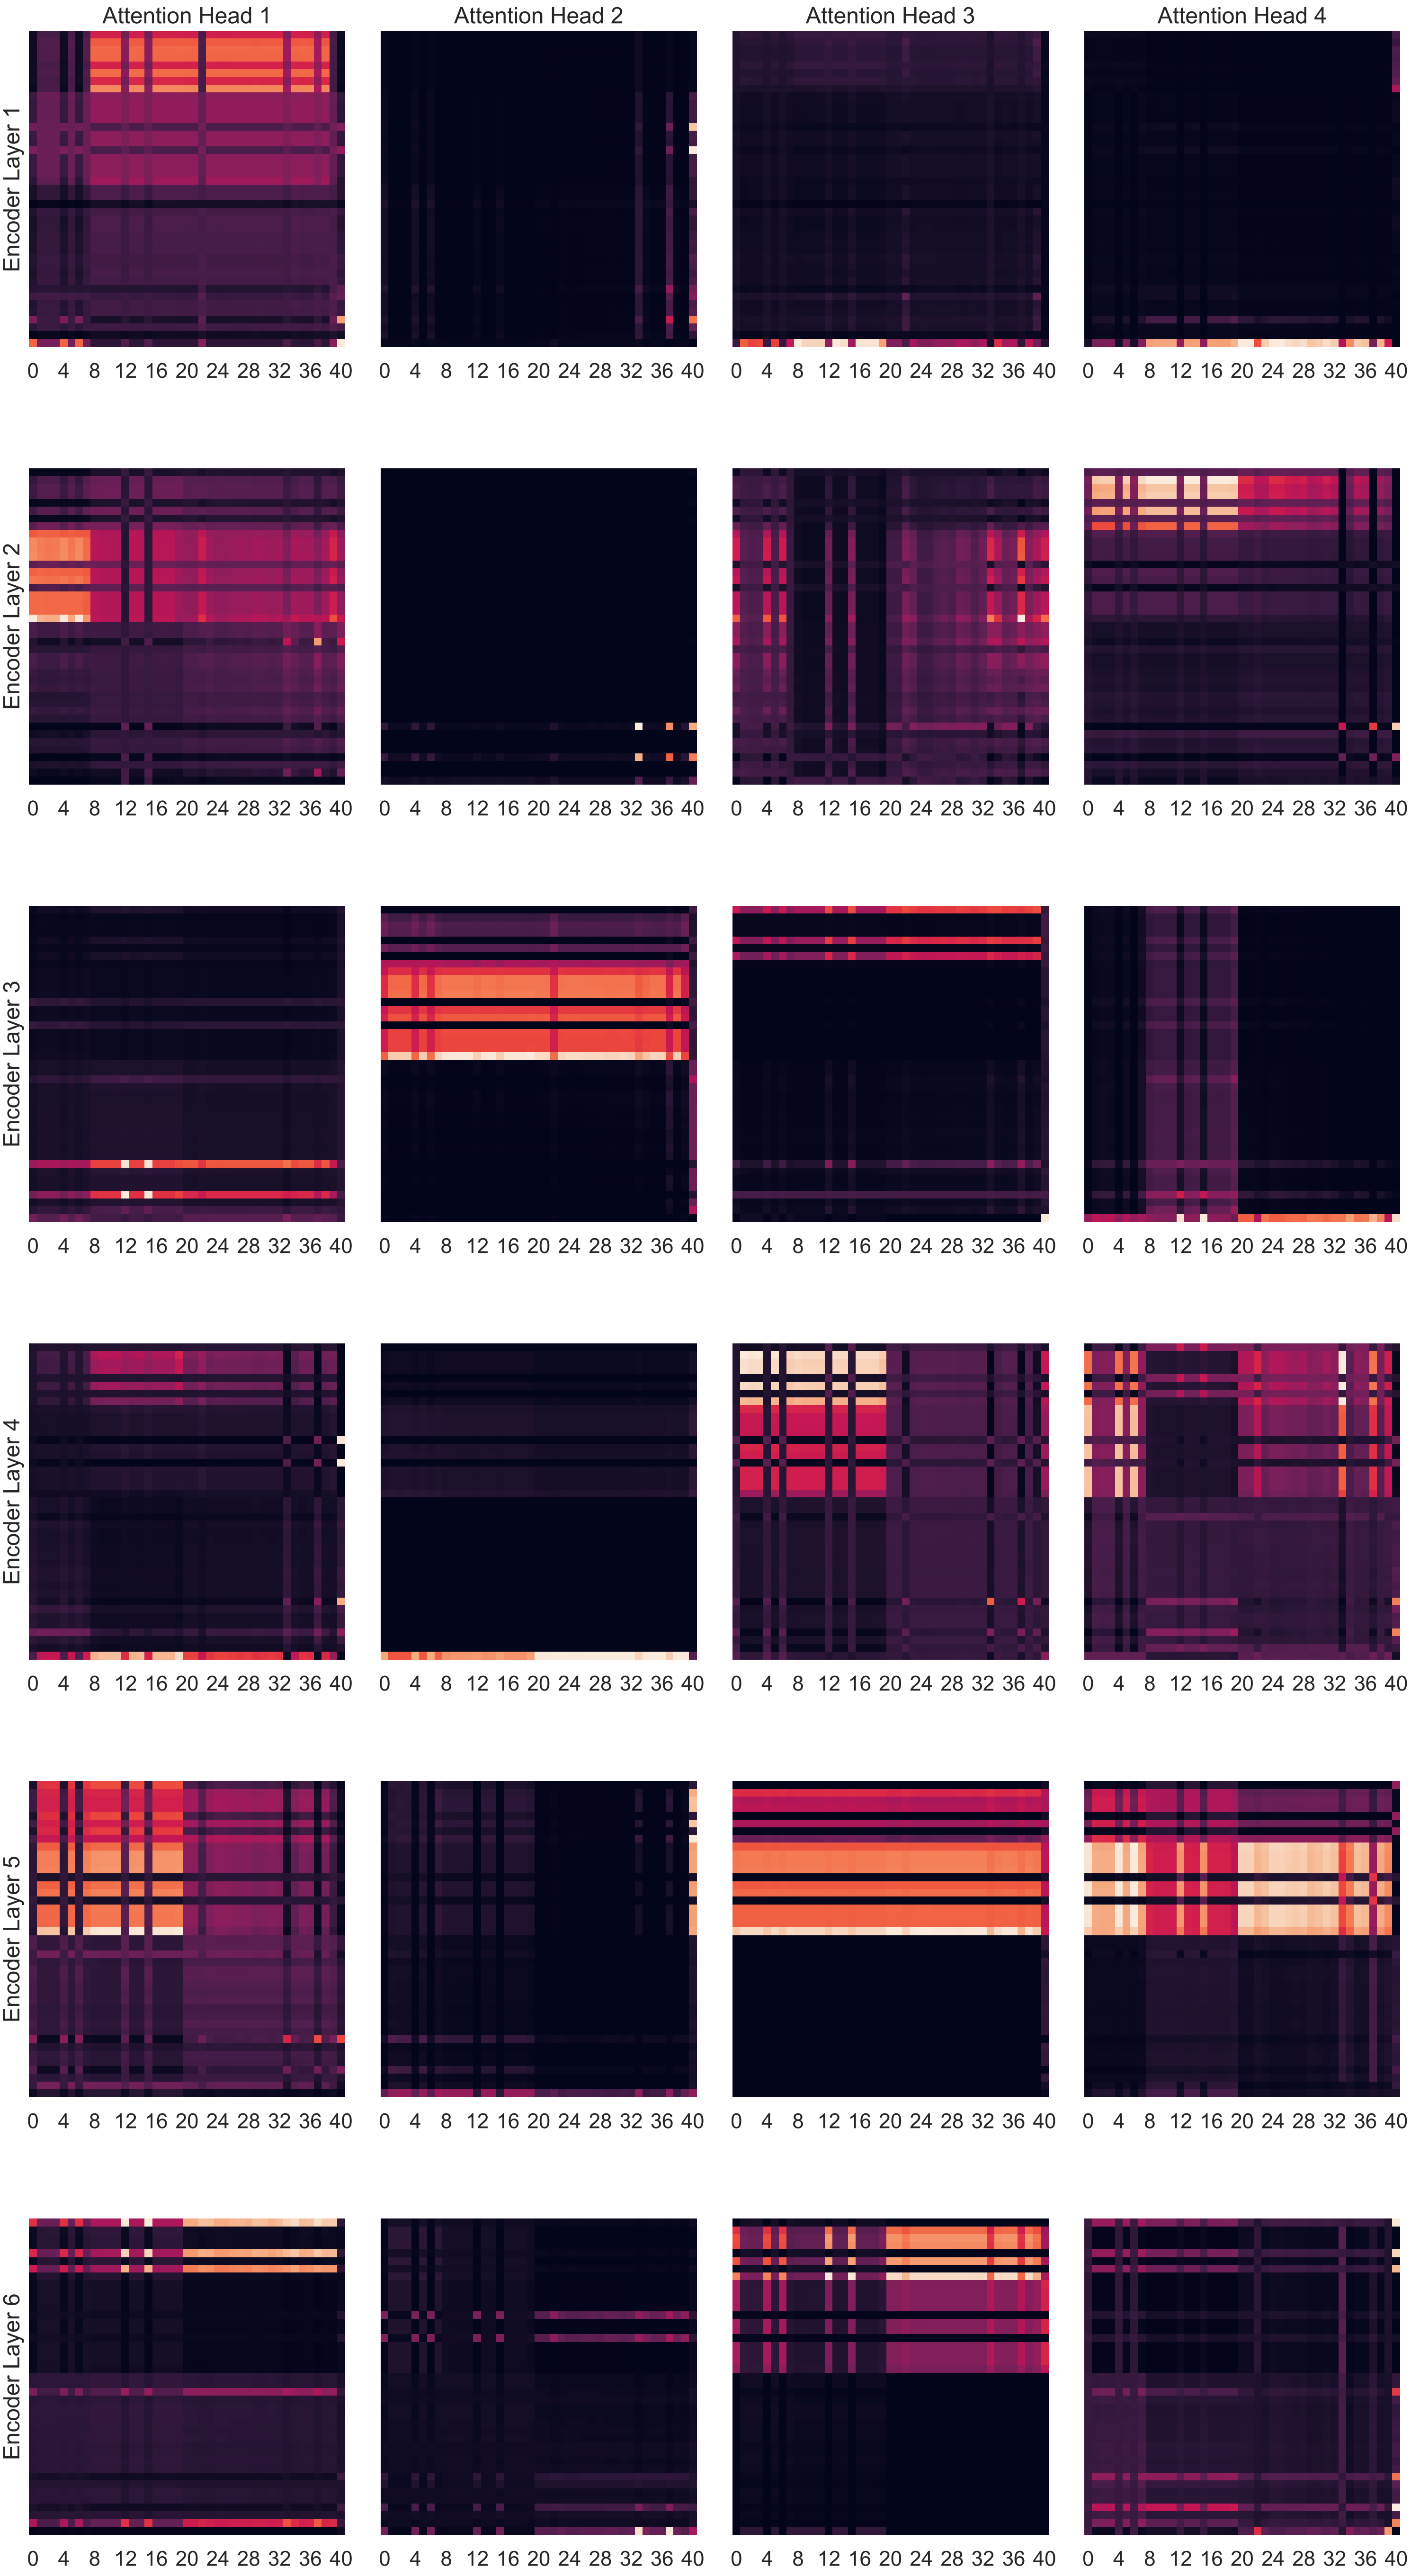 Attention Head 1 Attention Head 2 Attention Head 3 Attention Head 4
Encoder Layer 1
0 4 8 12 16 20 24 28 32 36 40 0 4 8 12 16 20 24 28 32 36 40 0 4 8 12 16 20 24 28 32 36 40 0 4 8 12 16 20 24 28 32 36 40
Encoder Layer 2
0 4 8 12 16 20 24 28 32 36 40 0 4 8 12 16 20 24 28 32 36 40 0 4 8 12 16 20 24 28 32 36 40 0 4 8 12 16 20 24 28 32 36 40
Encoder Layer 3
0 4 8 12 16 20 24 28 32 36 40 0 4 8 12 16 20 24 28 32 36 40 0 4 8 12 16 20 24 28 32 36 40 0 4 8 12 16 20 24 28 32 36 40
Encoder Layer 4
0 4 8 12 16 20 24 28 32 36 40 0 4 8 12 16 20 24 28 32 36 40 0 4 8 12 16 20 24 28 32 36 40 0 4 8 12 16 20 24 28 32 36 40
Encoder Layer 5
0 4 8 12 16 20 24 28 32 36 40 0 4 8 12 16 20 24 28 32 36 40 0 4 8 12 16 20 24 28 32 36 40 0 4 8 12 16 20 24 28 32 36 40
Encoder Layer 6
0 4 8 12 16 20 24 28 32 36 40 0 4 8 12 16 20 24 28 32 36 40 0 4 8 12 16 20 24 28 32 36 40 0 4 8 12 16 20 24 28 32 36 40